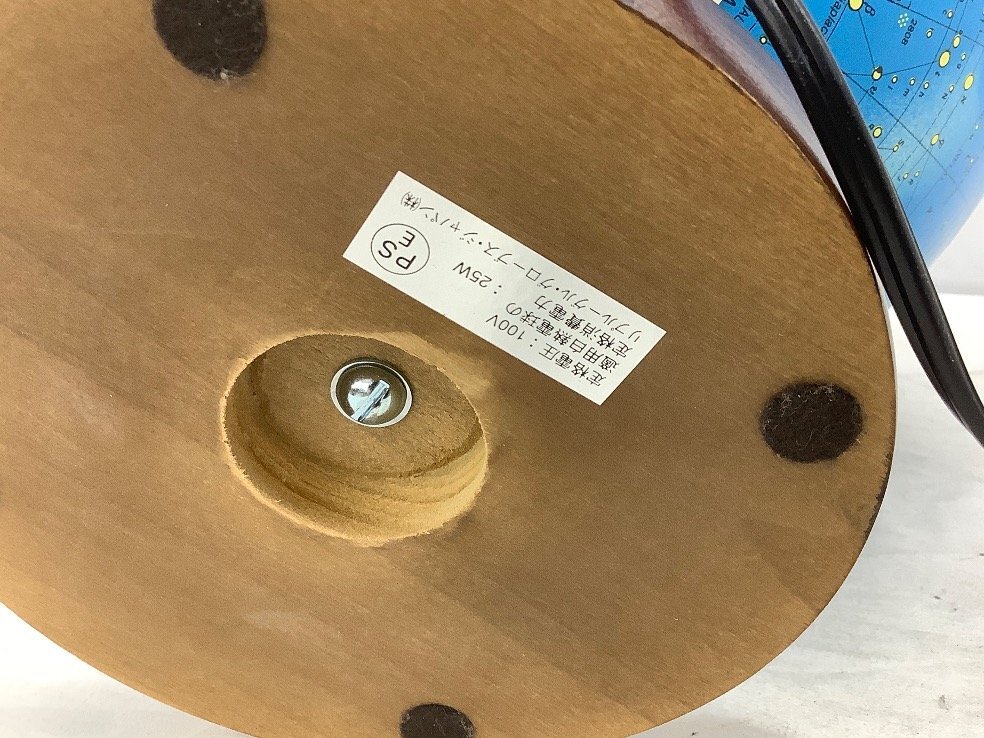 定格電圧：100V
適用白熱電球の
定格消費電力　：25W
リプルーグル・グローブス・ジャパン㈱
PS
E
2808